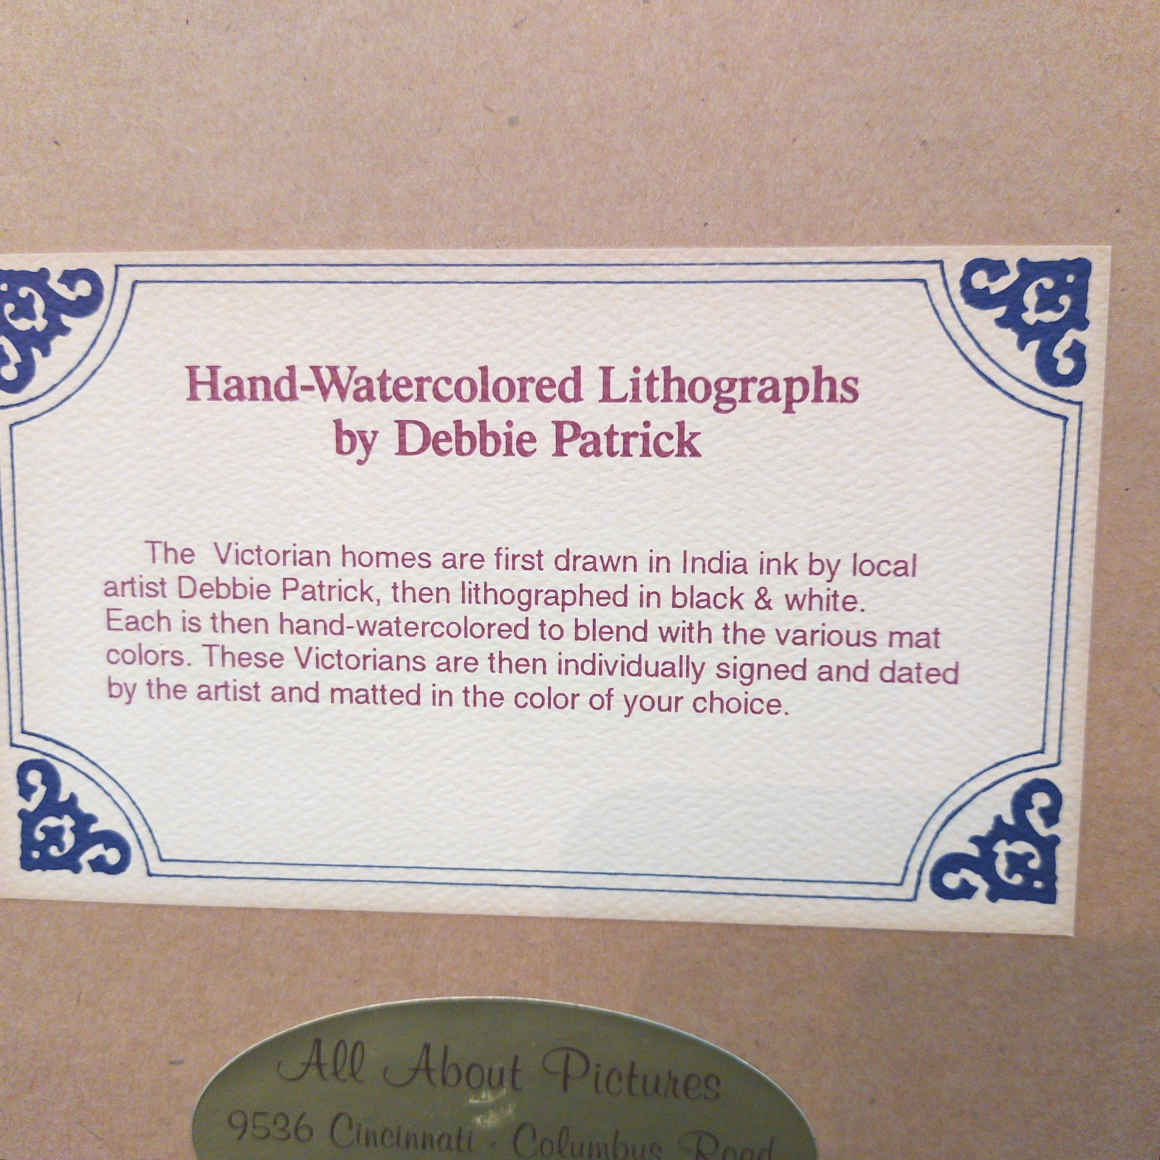 Hand-Watercolored Lithographs
by Debbie Patrick
The Victorian homes are first drawn in India ink by local
artist Debbie Patrick, then lithographed in black & white.
Each is then hand-watercolored to blend with the various mat
colors. These Victorians are then individually signed and dated
by the artist and matted in the color of your choice.
All About Pictures
9536 Cincinnati - Columbus Road